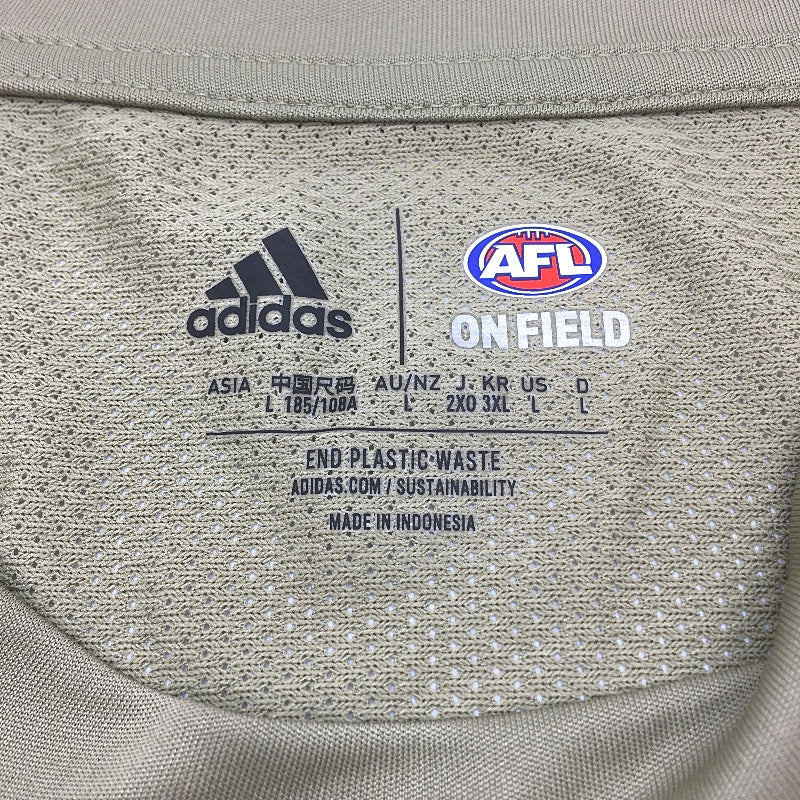 adidas
AFL
ON FIELD
ASIA 中国尺码 AU/NZ J. KR US D
L 185/108A L 2XO 3XL L L
END PLASTIC WASTE
ADIDAS.COM / SUSTAINABILITY
MADE IN INDONESIA